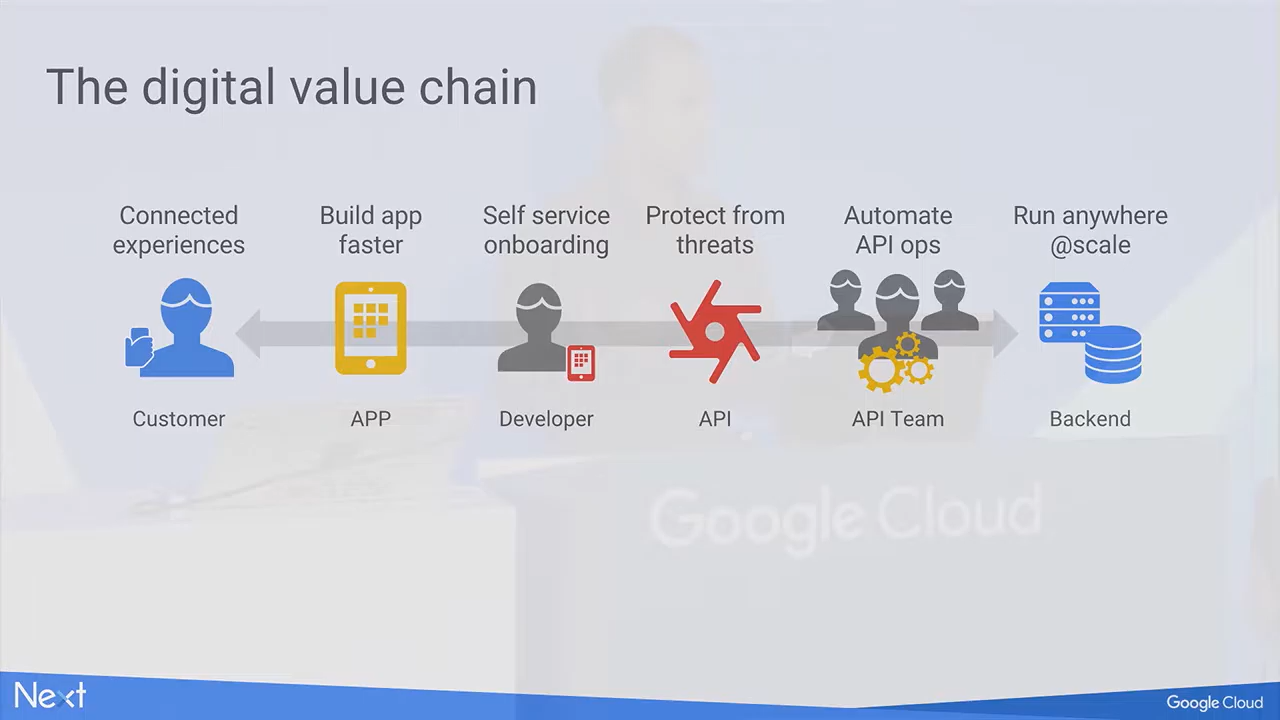 The digital value chain
Connected
experiences
Build app
faster
Self service
onboarding
Protect from
threats
Automate
API ops
Run anywhere
@scale
Customer
APP
Developer
API
API Team
Backend
Google Cloud
Next
Google Cloud